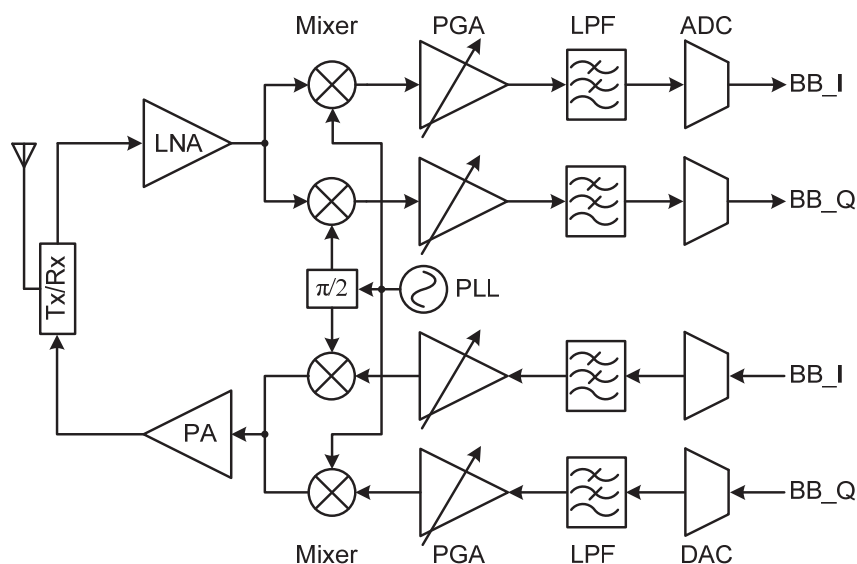 Mixer PGA LPF ADC
BB_I
LNA
BB_Q
Tx/Rx
π/2
PLL
BB_I
PA
BB_Q
Mixer PGA LPF DAC